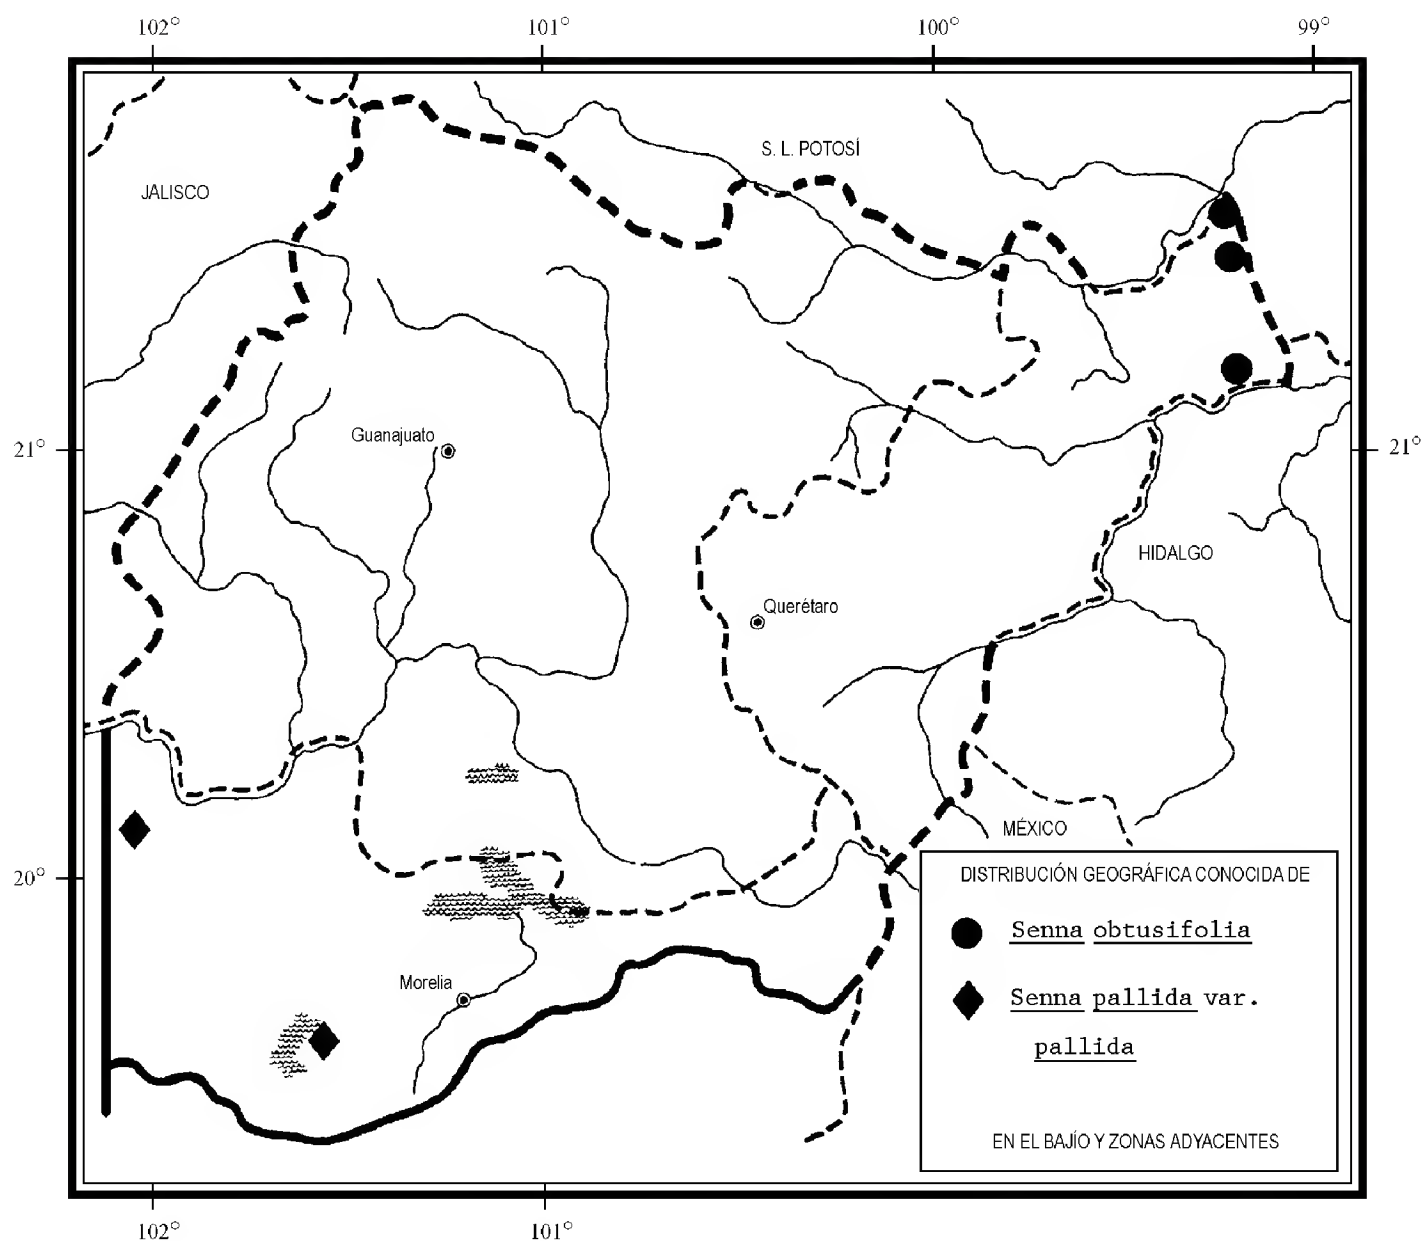 102° 101° 100° 99°
S. L. POTOSÍ
JALISCO
Guanajuato
21° 21°
HIDALGO
Querétaro
MÉXICO
20°
DISTRIBUCIÓN GEOGRÁFICA CONOCIDA DE
Senna obtusifolia
Morelia
Senna pallida var.
pallida
EN EL BAJÍO Y ZONAS ADYACENTES
102° 101°